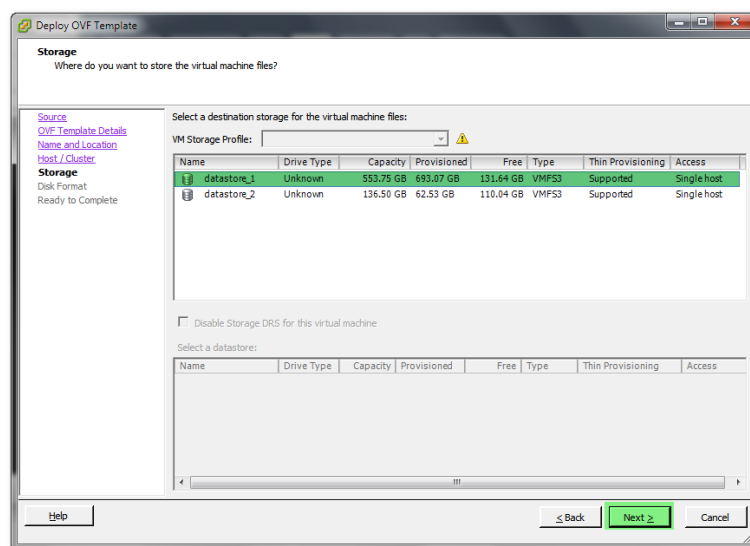 Deploy OVF Template
Storage
Where do you want to store the virtual machine files?
Source
OVF Template Details
Name and Location
Host / Cluster
Storage
Disk Format
Ready to Complete
Select a destination storage for the virtual machine files:
VM Storage Profile:
Name Drive Type Capacity Provisioned Free Type Thin Provisioning Access
datastore_1 Unknown 553.75 GB 693.07 GB 131.64 GB VMFS3 Supported Single host
datastore_2 Unknown 136.50 GB 62.53 GB 110.04 GB VMFS3 Supported Single host
Disable Storage DRS for this virtual machine
Select a datastore:
Name Drive Type Capacity Provisioned Free Type Thin Provisioning Access
Help < Back Next > Cancel